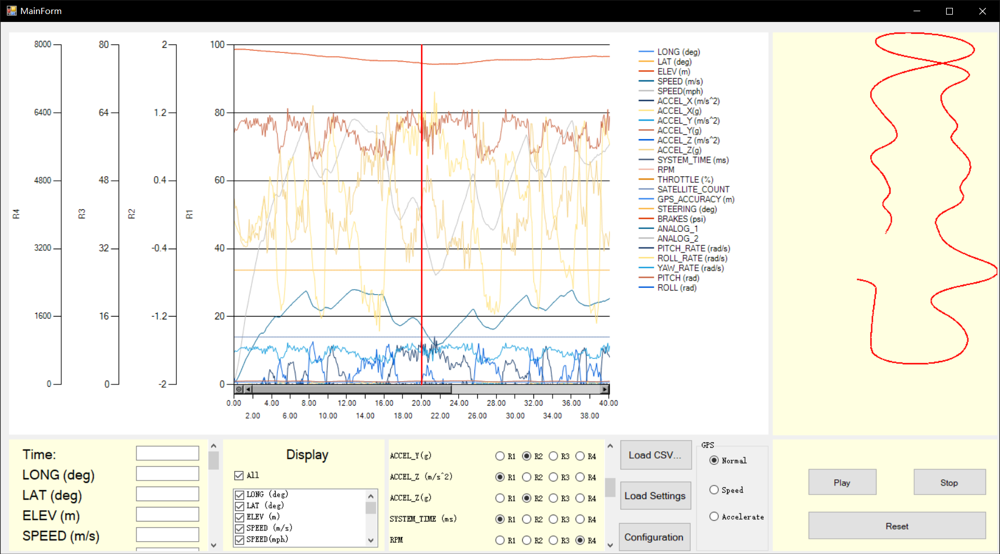 MainForm
8000
6400
4800
3200
1600
0
R4
80
64
48
32
16
0
R3
2
1.2
0.4
-0.4
-1.2
-2
R2
100
80
60
40
20
0
R1
0.00 4.00 8.00 12.00 16.00 20.00 24.00 28.00 32.00 36.00 40.00
2.00 6.00 10.00 14.00 18.00 22.00 26.00 30.00 34.00 38.00
LONG (deg)
LAT (deg)
ELEV (m)
SPEED (m/s)
SPEED(mph)
ACCEL_X (m/s^2)
ACCEL_X(g)
ACCEL_Y (m/s^2)
ACCEL_Y(g)
ACCEL_Z (m/s^2)
ACCEL_Z(g)
SYSTEM_TIME (ms)
RPM
THROTTLE (%)
SATELLITE_COUNT
GPS_ACCURACY (m)
STEERING (deg)
BRAKES (psi)
ANALOG_1
ANALOG_2
PITCH_RATE (rad/s)
ROLL_RATE (rad/s)
YAW_RATE (rad/s)
PITCH (rad)
ROLL (rad)
Time:
LONG (deg)
LAT (deg)
ELEV (m)
SPEED (m/s)
Display
All
LONG (deg)
LAT (deg)
ELEV (m)
SPEED (m/s)
SPEED(mph)
ACCEL_Y(g) R1 R2 R3 R4
ACCEL_Z (m/s^2) R1 R2 R3 R4
ACCEL_Z(g) R1 R2 R3 R4
SYSTEM_TIME (ms) R1 R2 R3 R4
RPM R1 R2 R3 R4
Load CSV...
Load Settings
Configuration
GPS
Normal
Speed
Accelerate
Play
Stop
Reset